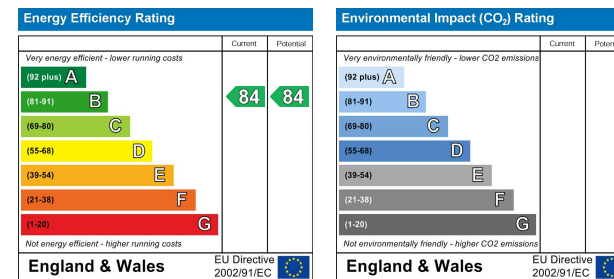 Energy Efficiency Rating
Current Potential
Very energy efficient - lower running costs
(92 plus) A
(81-91) B 84 84
(69-80) C
(55-68) D
(39-54) E
(21-38) F
(1-20) G
Not energy efficient - higher running costs
England & Wales
EU Directive
2002/91/EC
Environmental Impact (CO₂) Rating
Current Poten
Very environmentally friendly - lower CO2 emissions
(92 plus) A
(81-91) B
(69-80) C
(55-68) D
(39-54) E
(21-38) F
(1-20) G
Not environmentally friendly - higher CO2 emissions
England & Wales
EU Directive
2002/91/EC